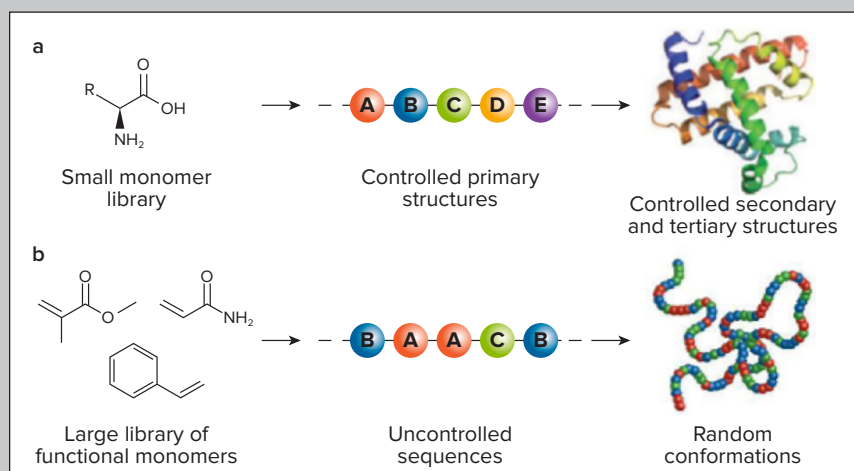 a
O
R
OH
NH₂
A B C D E
Small monomer
library
Controlled primary
structures
Controlled secondary
and tertiary structures
b
O
O
O
NH₂
B A A C B
Large library of
functional monomers
Uncontrolled
sequences
Random
conformations